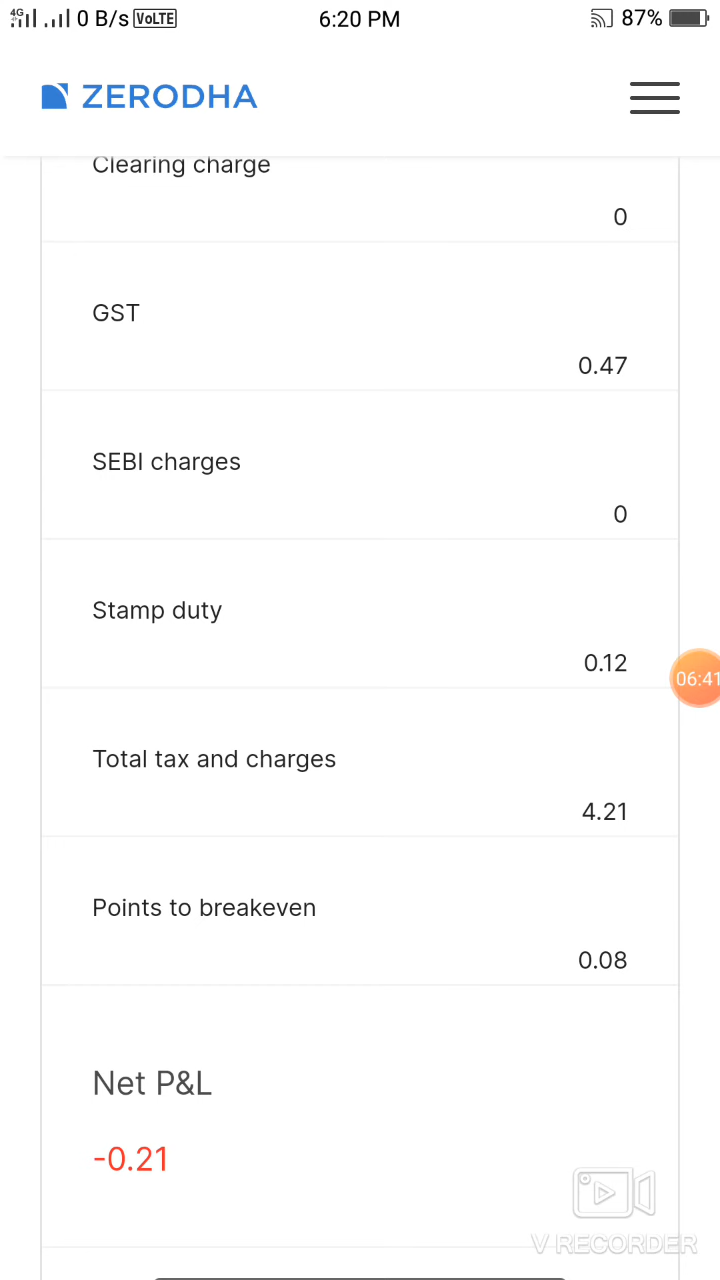 4G 0 B/s VoLTE 6:20 PM 87%
ZERODHA
Clearing charge
0
GST
0.47
SEBI charges
0
Stamp duty
0.12
06:41
Total tax and charges
4.21
Points to breakeven
0.08
Net P&L
-0.21
V RECORDER